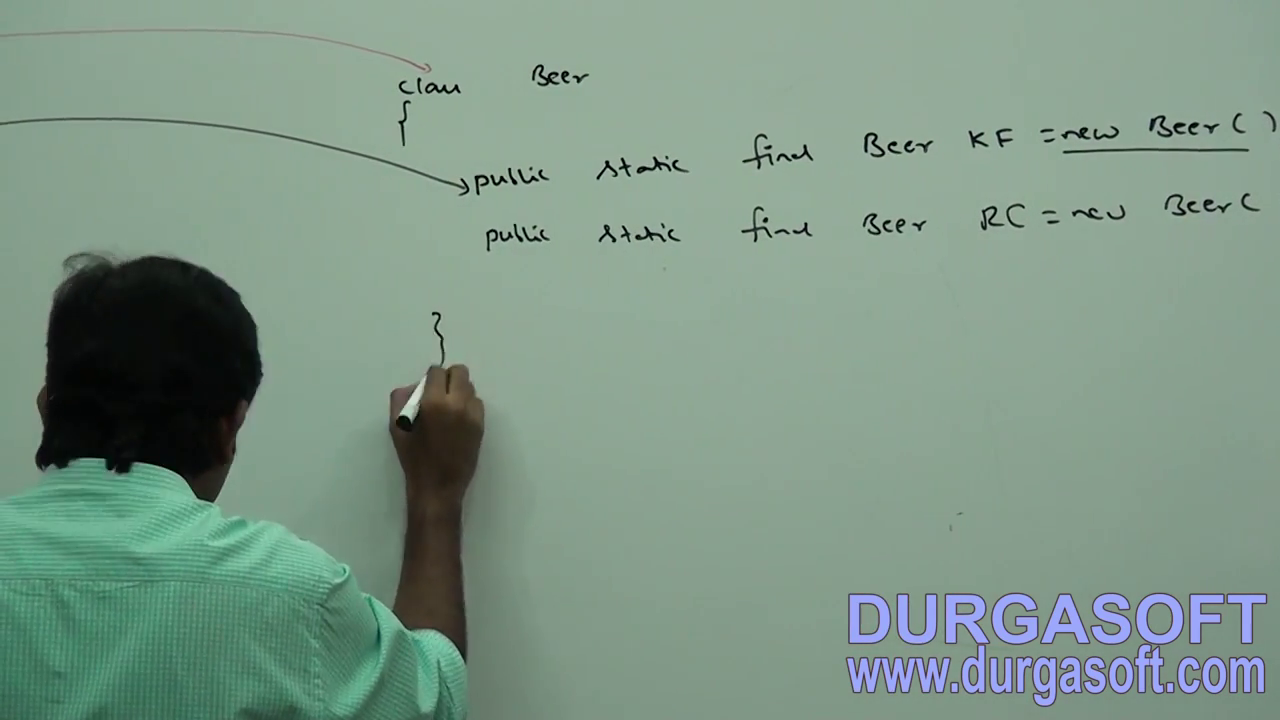 class Beer
{
public static final Beer KF = new Beer ( )
public static final Beer RC = new Beer (
}
DURGASOFT
www.durgasoft.com